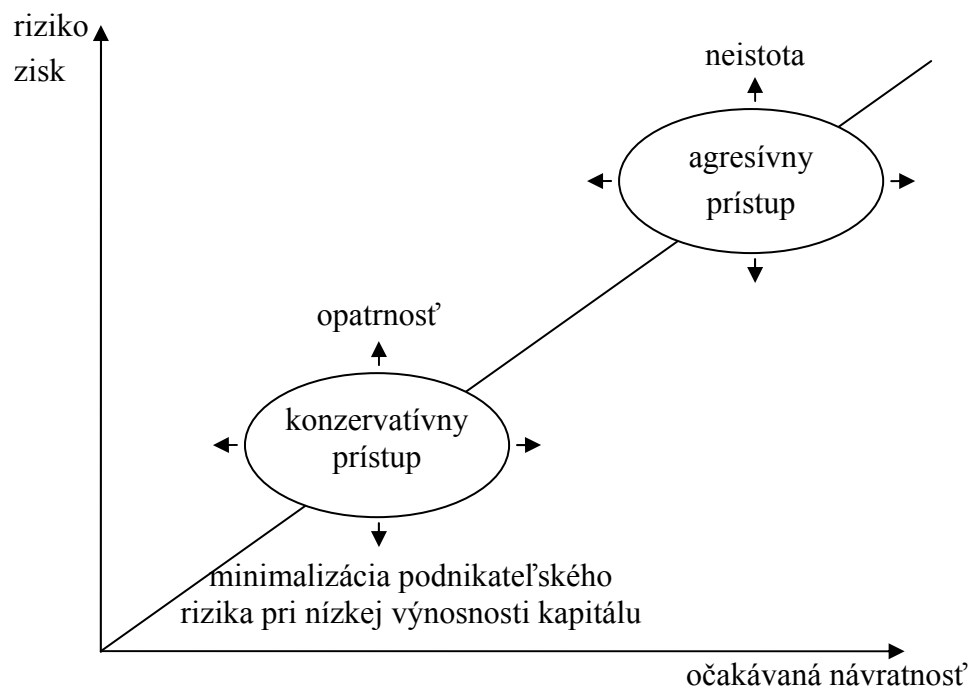 riziko
zisk
neistota
agresívny
prístup
opatrnosť
konzervatívny
prístup
minimalizácia podnikateľského
rizika pri nízkej výnosnosti kapitálu
očakávaná návratnosť